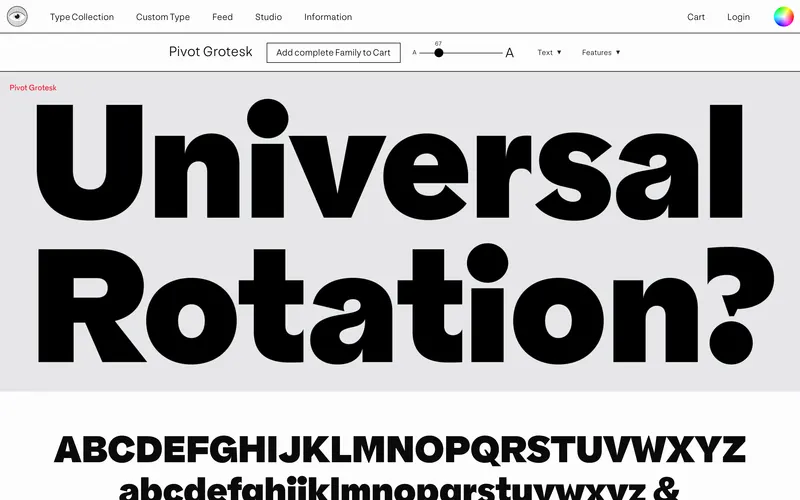 Type Collection Custom Type Feed Studio Information Cart Login
Pivot Grotesk Add complete Family to Cart A 67 A Text ▼ Features ▼
Pivot Grotesk
Universal
Rotation?
ABCDEFGHIJKLMNOPQRSTUVWXYZ
abcdefghijklmnopqrstuvwxyz &